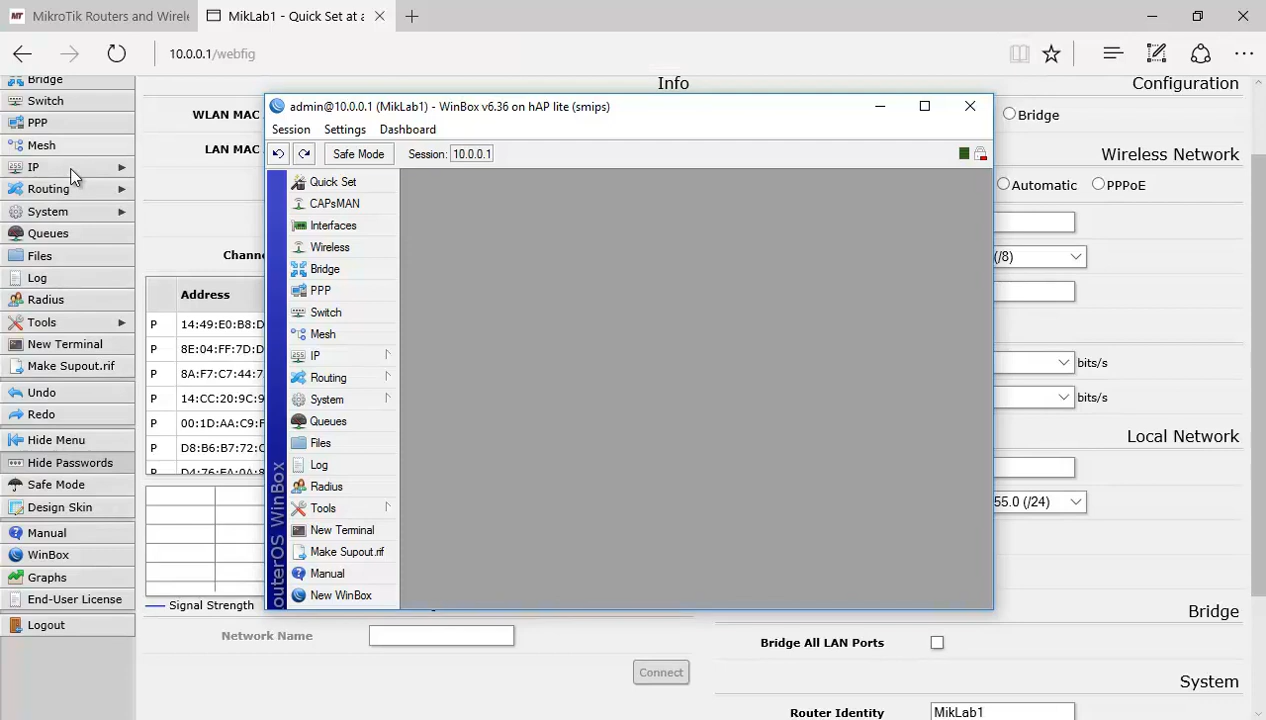 MikroTik Routers and Wirele
MikLab1 - Quick Set at a
10.0.0.1/webfig
Bridge
Switch
PPP
Mesh
IP
Routing
System
Queues
Files
Log
Radius
Tools
New Terminal
Make Supout.rif
Undo
Redo
Hide Menu
Hide Passwords
Safe Mode
Design Skin
Manual
WinBox
Graphs
End-User License
Logout
Info
WLAN MAC
LAN MAC
Channe
Address
P 14:49:E0:B8:D
P 8E:04:FF:7D:D
P 8A:F7:C7:44:7
P 14:CC:20:9C:9
P 00:1D:AA:C9:F
P D8:B6:B7:72:C
P D4:76:EA:0A:8
Signal Strength
Network Name
Connect
admin@10.0.0.1 (MikLab1) - WinBox v6.36 on hAP lite (smips)
Session Settings Dashboard
Safe Mode Session: 10.0.0.1
Quick Set
CAPsMAN
Interfaces
Wireless
Bridge
PPP
Switch
Mesh
IP
Routing
System
Queues
Files
Log
Radius
Tools
New Terminal
Make Supout.rif
Manual
New WinBox
outerOS WinBox
Configuration
Bridge
Wireless Network
Automatic PPPoE
(/8)
bits/s
bits/s
Local Network
55.0 (/24)
Bridge
Bridge All LAN Ports
System
Router Identity MikLab1